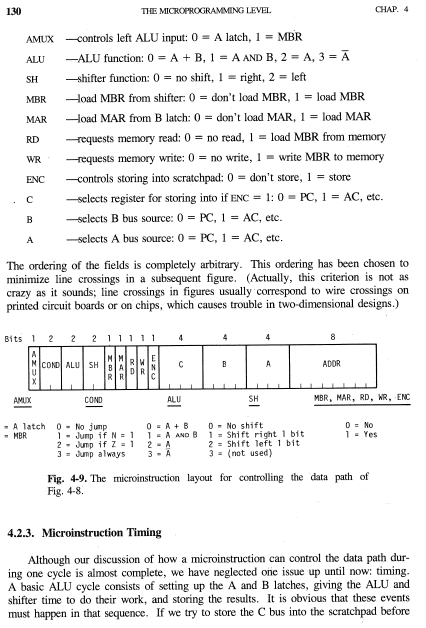 130 THE MICROPROGRAMMING LEVEL CHAP. 4
AMUX —controls left ALU input: 0 = A latch, 1 = MBR
ALU —ALU function: 0 = A + B, 1 = A AND B, 2 = A, 3 = A̅
SH —shifter function: 0 = no shift, 1 = right, 2 = left
MBR —load MBR from shifter: 0 = don't load MBR, 1 = load MBR
MAR —load MAR from B latch: 0 = don't load MAR, 1 = load MAR
RD —requests memory read: 0 = no read, 1 = load MBR from memory
WR —requests memory write: 0 = no write, 1 = write MBR to memory
ENC —controls storing into scratchpad: 0 = don't store, 1 = store
C —selects register for storing into if ENC = 1: 0 = PC, 1 = AC, etc.
B —selects B bus source: 0 = PC, 1 = AC, etc.
A —selects A bus source: 0 = PC, 1 = AC, etc.
The ordering of the fields is completely arbitrary. This ordering has been chosen to
minimize line crossings in a subsequent figure. (Actually, this criterion is not as
crazy as it sounds; line crossings in figures usually correspond to wire crossings on
printed circuit boards or on chips, which causes trouble in two-dimensional designs.)
Bits 1 2 2 2 1 1 1 1 1 4 4 4 8
AMUX COND ALU SH MBR MAR RD WR ENC C B A ADDR
AMUX COND ALU SH MBR, MAR, RD, WR, ENC
= A latch 0 = No jump 0 = A + B 0 = No shift 0 = No
= MBR 1 = Jump if N = 1 1 = A AND B 1 = Shift right 1 bit 1 = Yes
2 = Jump if Z = 1 2 = A 2 = Shift left 1 bit
3 = Jump always 3 = A̅ 3 = (not used)
Fig. 4-9. The microinstruction layout for controlling the data path of
Fig. 4-8.
4.2.3. Microinstruction Timing
Although our discussion of how a microinstruction can control the data path dur-
ing one cycle is almost complete, we have neglected one issue up until now: timing.
A basic ALU cycle consists of setting up the A and B latches, giving the ALU and
shifter time to do their work, and storing the results. It is obvious that these events
must happen in that sequence. If we try to store the C bus into the scratchpad before